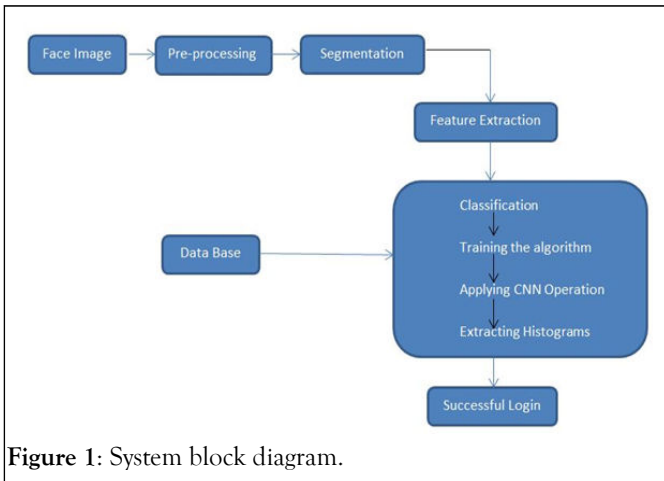 Face Image
Pre-processing
Segmentation
Feature Extraction
Classification
Training the algorithm
Applying CNN Operation
Extracting Histograms
Data Base
Successful Login
Figure 1: System block diagram.